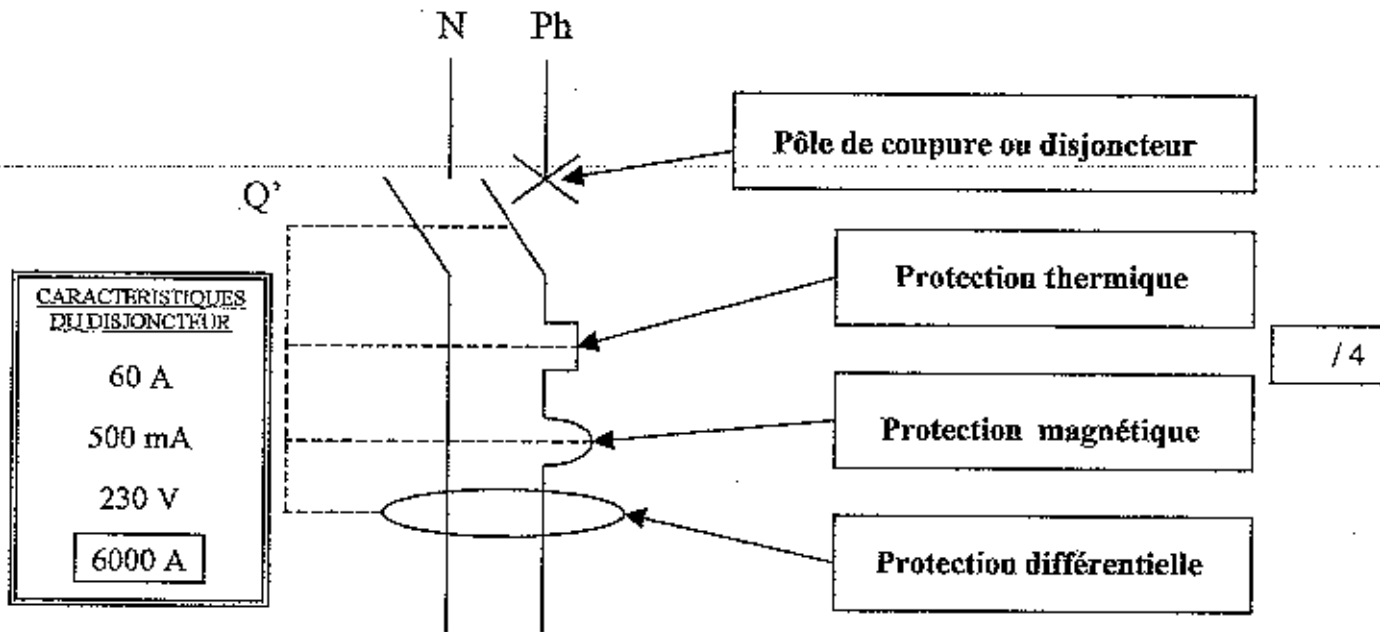 N Ph
Pôle de coupure ou disjoncteur
Q'
Protection thermique
CARACTERISTIQUES
DU DISJONCTEUR
60 A
500 mA
230 V
6000 A
/ 4
Protection magnétique
Protection différentielle